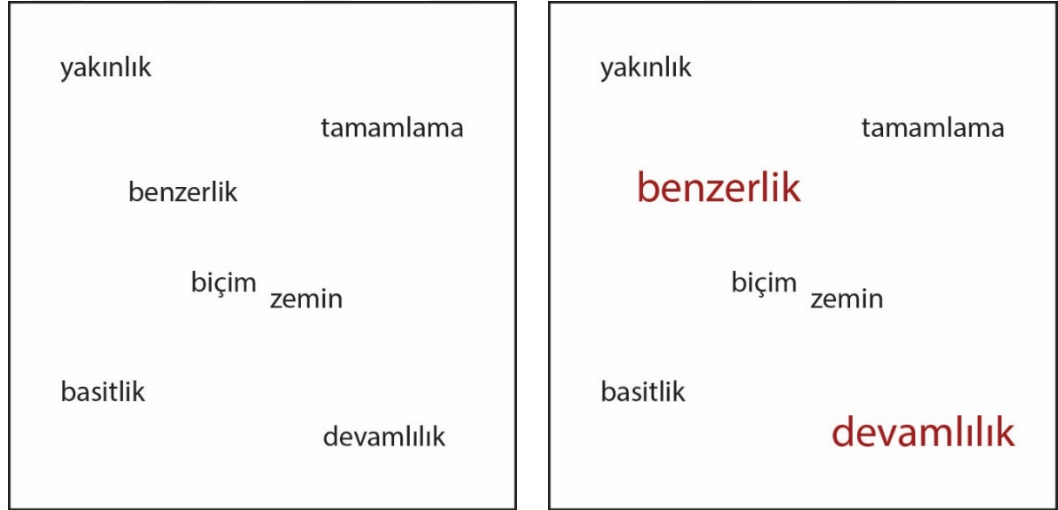 yakınlık
tamamlama
benzerlik
biçim
zemin
basitlik
devamlılık
yakınlık
tamamlama
benzerlik
biçim
zemin
basitlik
devamlılık